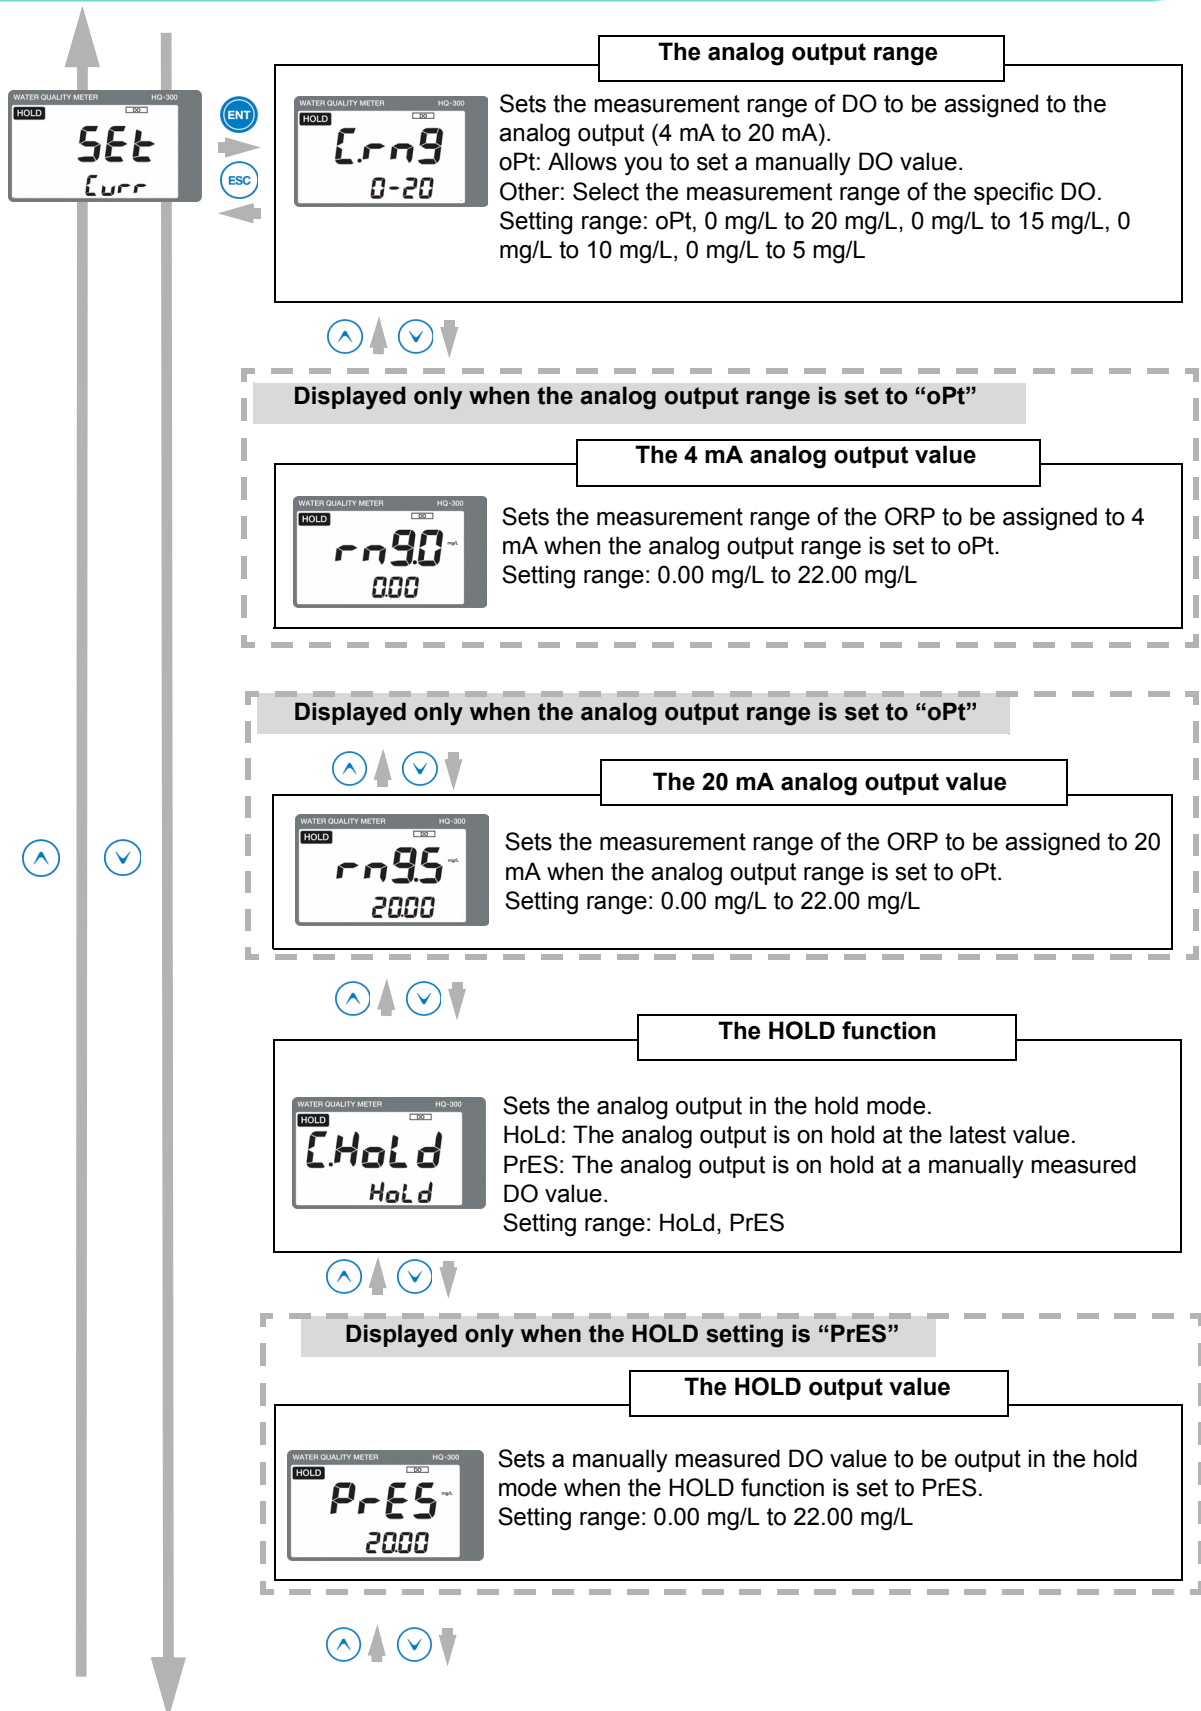 The analog output range
WATER QUALITY METER HQ-300
HOLD DO
SEt
Curr
ENT
ESC
WATER QUALITY METER HQ-300
HOLD DO
C.rn9
0-20
Sets the measurement range of DO to be assigned to the
analog output (4 mA to 20 mA).
oPt: Allows you to set a manually DO value.
Other: Select the measurement range of the specific DO.
Setting range: oPt, 0 mg/L to 20 mg/L, 0 mg/L to 15 mg/L, 0
mg/L to 10 mg/L, 0 mg/L to 5 mg/L
Displayed only when the analog output range is set to “oPt”
The 4 mA analog output value
WATER QUALITY METER HQ-300
HOLD DO
rn9.0 mg/L
0.00
Sets the measurement range of the ORP to be assigned to 4
mA when the analog output range is set to oPt.
Setting range: 0.00 mg/L to 22.00 mg/L
Displayed only when the analog output range is set to “oPt”
The 20 mA analog output value
WATER QUALITY METER HQ-300
HOLD DO
rn9.5 mg/L
20.00
Sets the measurement range of the ORP to be assigned to 20
mA when the analog output range is set to oPt.
Setting range: 0.00 mg/L to 22.00 mg/L
The HOLD function
WATER QUALITY METER HQ-300
HOLD DO
C.HoLd
HoLd
Sets the analog output in the hold mode.
HoLd: The analog output is on hold at the latest value.
PrES: The analog output is on hold at a manually measured
DO value.
Setting range: HoLd, PrES
Displayed only when the HOLD setting is “PrES”
The HOLD output value
WATER QUALITY METER HQ-300
HOLD DO
PrES mg/L
20.00
Sets a manually measured DO value to be output in the hold
mode when the HOLD function is set to PrES.
Setting range: 0.00 mg/L to 22.00 mg/L